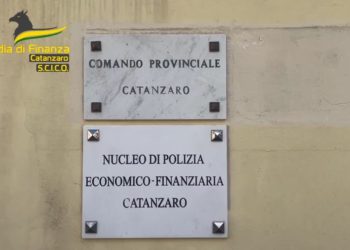 dia di Finanza
Catanzaro
S.C.I.C.O.
COMANDO PROVINCIALE
CATANZARO
NUCLEO DI POLIZIA
ECONOMICO-FINANZIARIA
CATANZARO